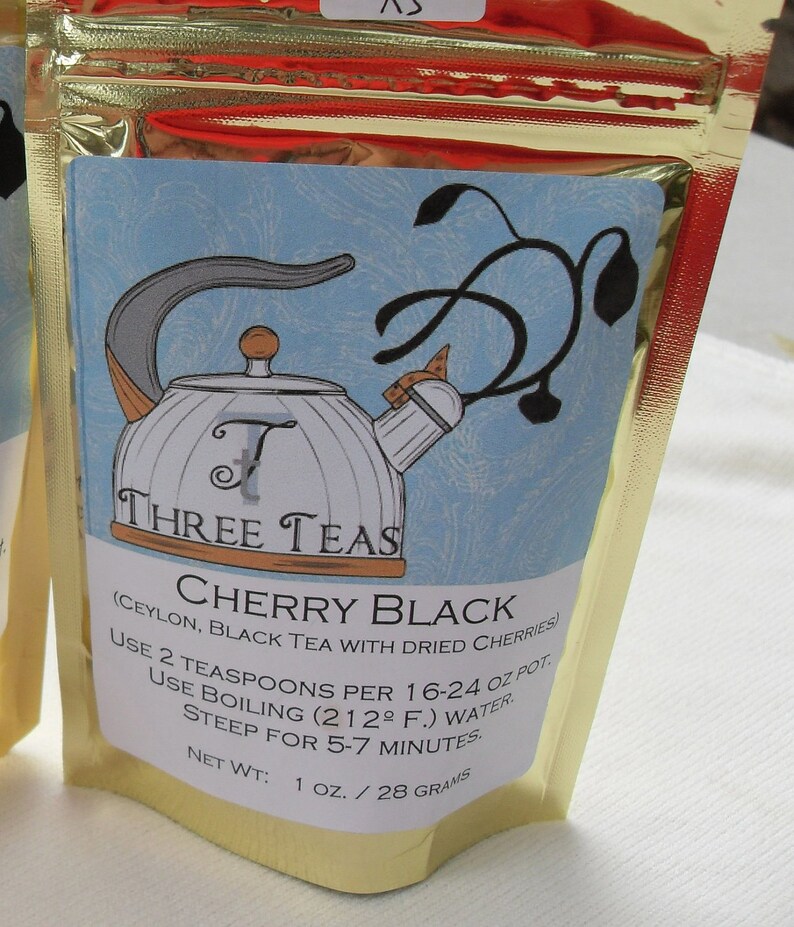 T
t
THREE TEAS
CHERRY BLACK
(CEYLON, BLACK TEA WITH DRIED CHERRIES)
USE 2 TEASPOONS PER 16-24 OZ POT.
USE BOILING (212º F.) WATER.
STEEP FOR 5-7 MINUTES.
NET WT: 1 OZ. / 28 GRAMS